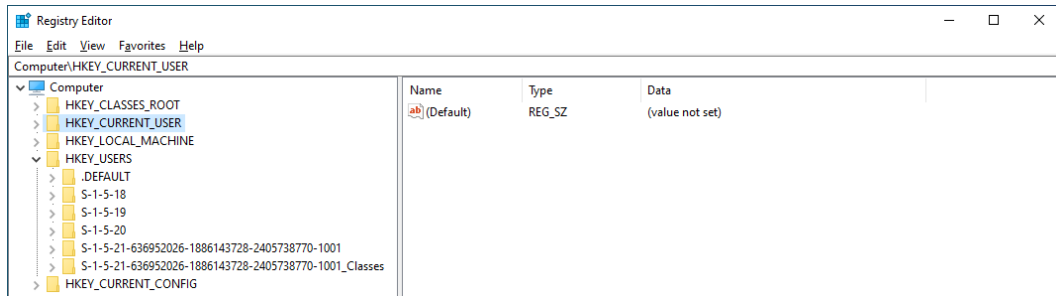 Registry Editor
File Edit View Favorites Help
Computer\HKEY_CURRENT_USER
Computer
HKEY_CLASSES_ROOT
HKEY_CURRENT_USER
HKEY_LOCAL_MACHINE
HKEY_USERS
.DEFAULT
S-1-5-18
S-1-5-19
S-1-5-20
S-1-5-21-636952026-1886143728-2405738770-1001
S-1-5-21-636952026-1886143728-2405738770-1001_Classes
HKEY_CURRENT_CONFIG
Name Type Data
ab (Default) REG_SZ (value not set)